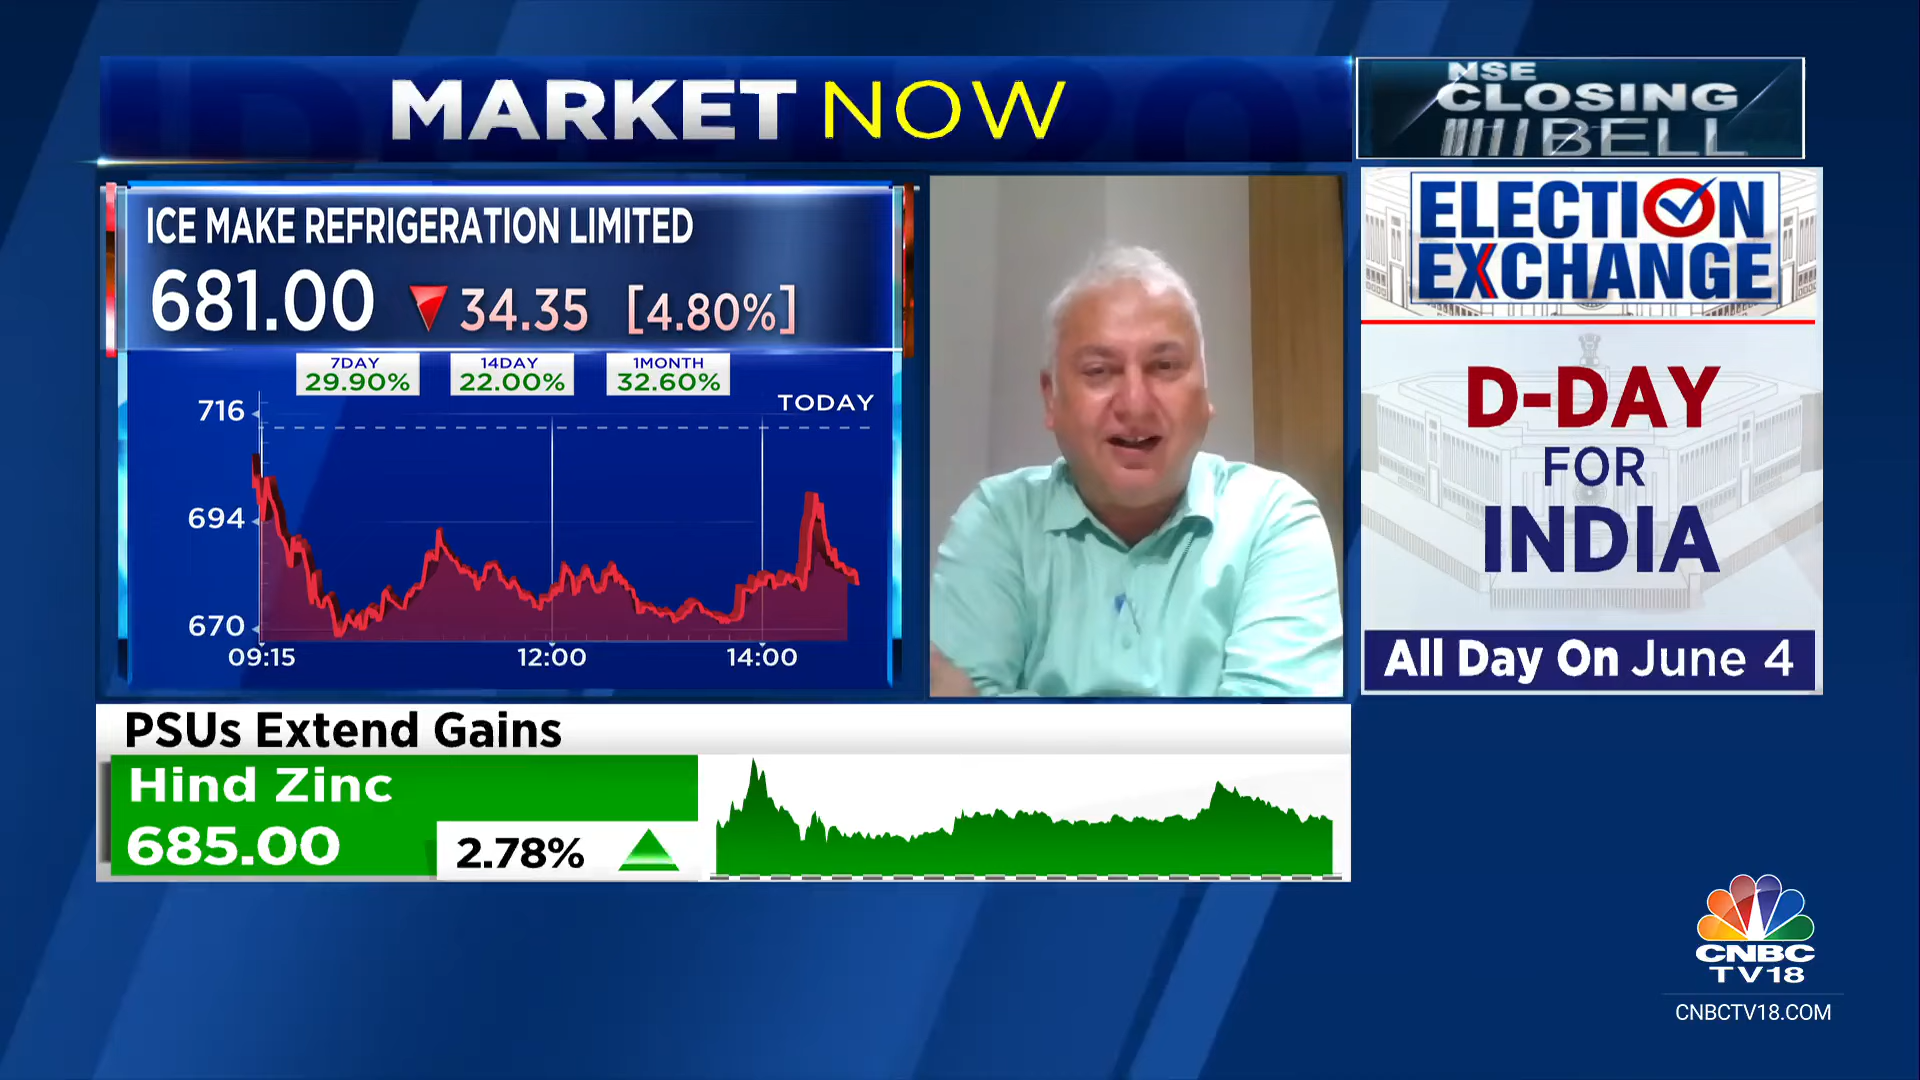 MARKET NOW
NSE
CLOSING
BELL
ICE MAKE REFRIGERATION LIMITED
681.00 ▼ 34.35 [4.80%]
7DAY
29.90%
14DAY
22.00%
1MONTH
32.60%
TODAY
716
694
670
09:15 12:00 14:00
ELECTION
EXCHANGE
D-DAY
FOR
INDIA
All Day On June 4
PSUs Extend Gains
Hind Zinc
685.00
2.78%
CNBC
TV18
CNBCTV18.COM